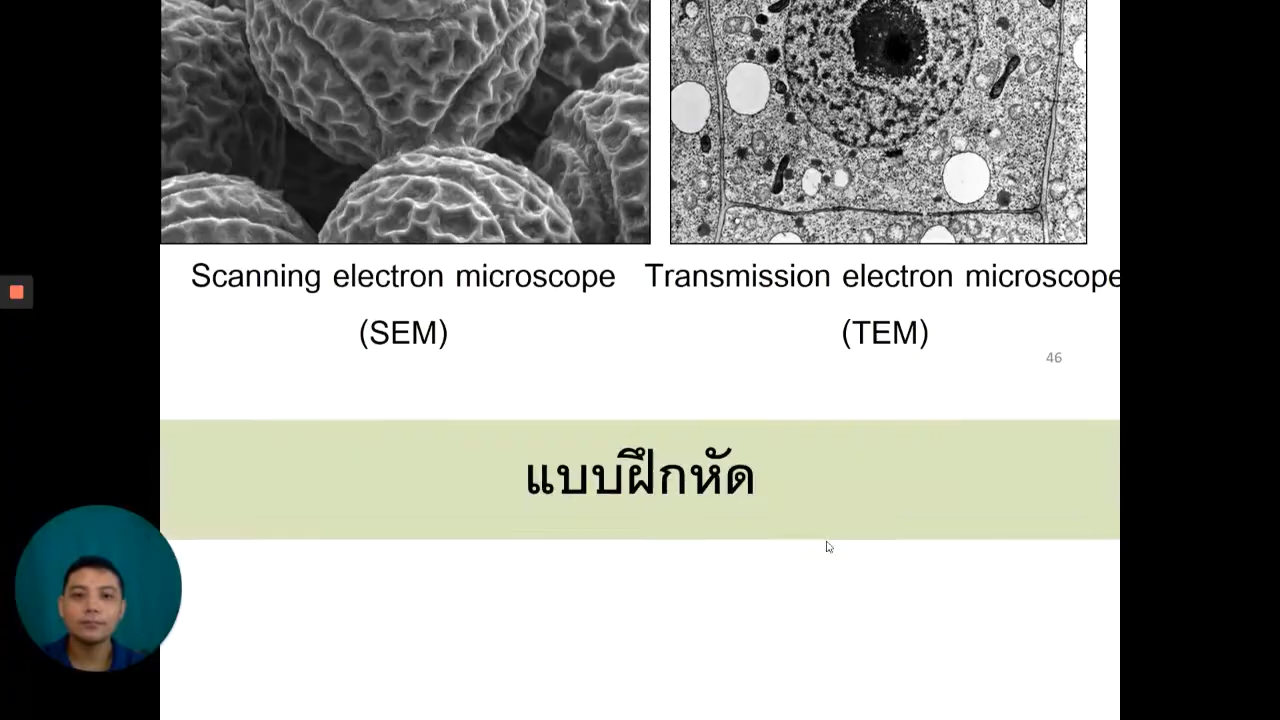 Scanning electron microscope
Transmission electron microscope
(SEM)
(TEM)
46
แบบฝึกหัด